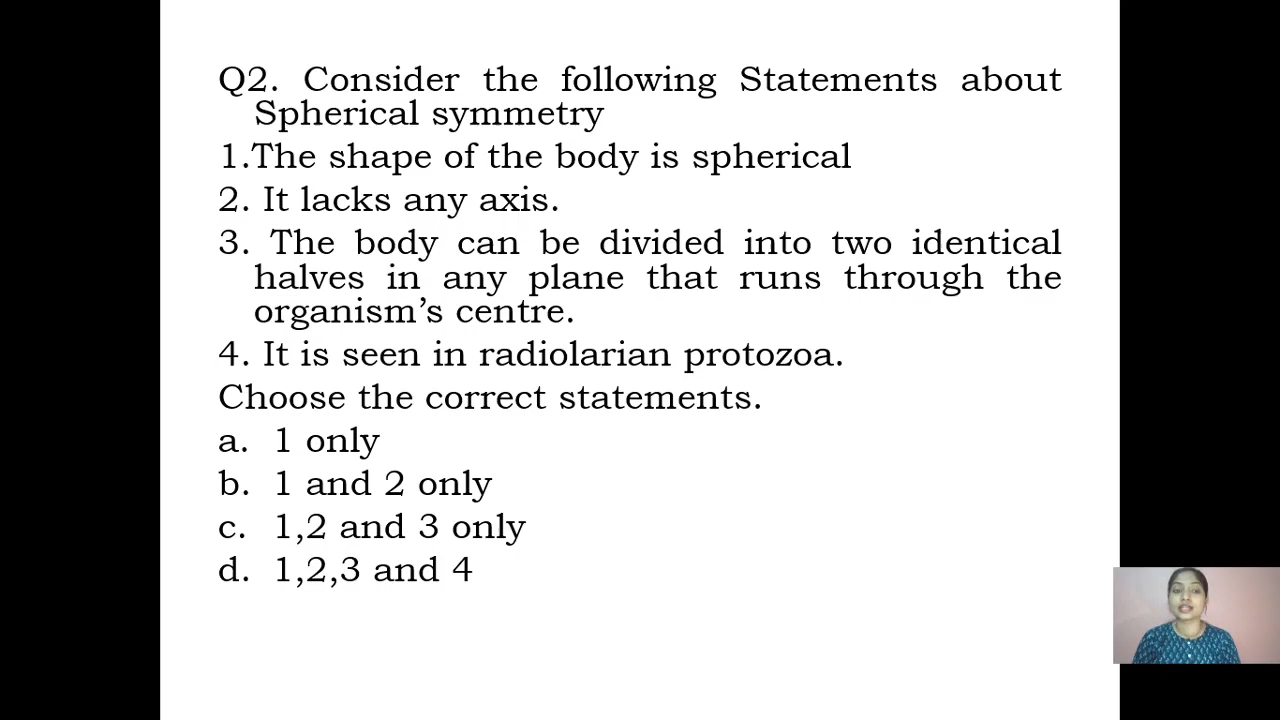 Q2. Consider the following Statements about
Spherical symmetry
1.The shape of the body is spherical
2. It lacks any axis.
3. The body can be divided into two identical
halves in any plane that runs through the
organism’s centre.
4. It is seen in radiolarian protozoa.
Choose the correct statements.
a. 1 only
b. 1 and 2 only
c. 1,2 and 3 only
d. 1,2,3 and 4